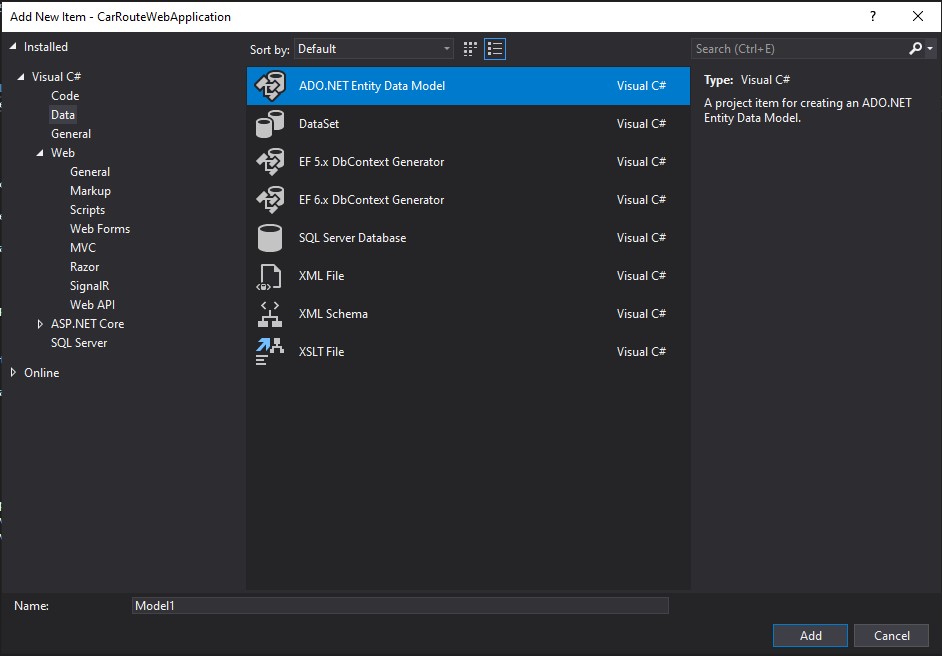 Add New Item - CarRouteWebApplication
?
Installed
Sort by: Default
Search (Ctrl+E)
Visual C#
Code
Data
General
Web
General
Markup
Scripts
Web Forms
MVC
Razor
SignalR
Web API
ASP.NET Core
SQL Server
Online
ADO.NET Entity Data Model Visual C#
DataSet Visual C#
EF 5.x DbContext Generator Visual C#
EF 6.x DbContext Generator Visual C#
SQL Server Database Visual C#
XML File Visual C#
XML Schema Visual C#
XSLT File Visual C#
Type: Visual C#
A project item for creating an ADO.NET
Entity Data Model.
Name: Model1
Add Cancel